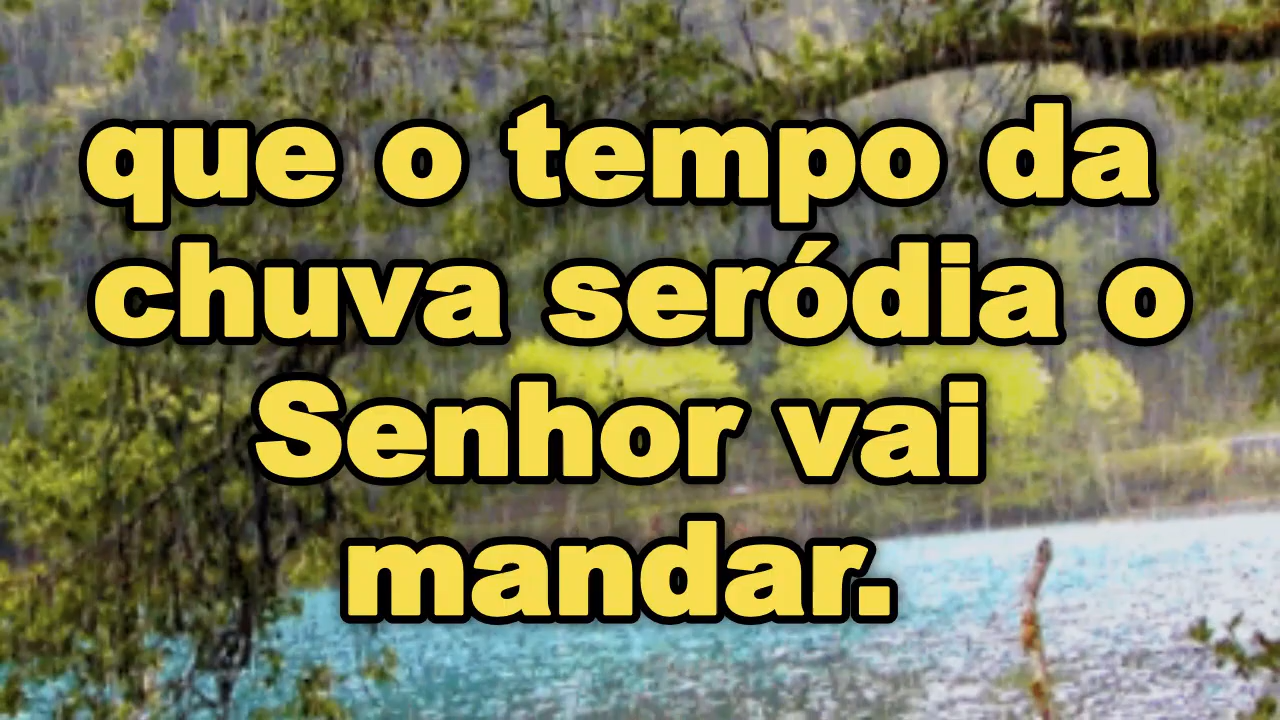 que o tempo da
chuva seródia o
Senhor vai
mandar.